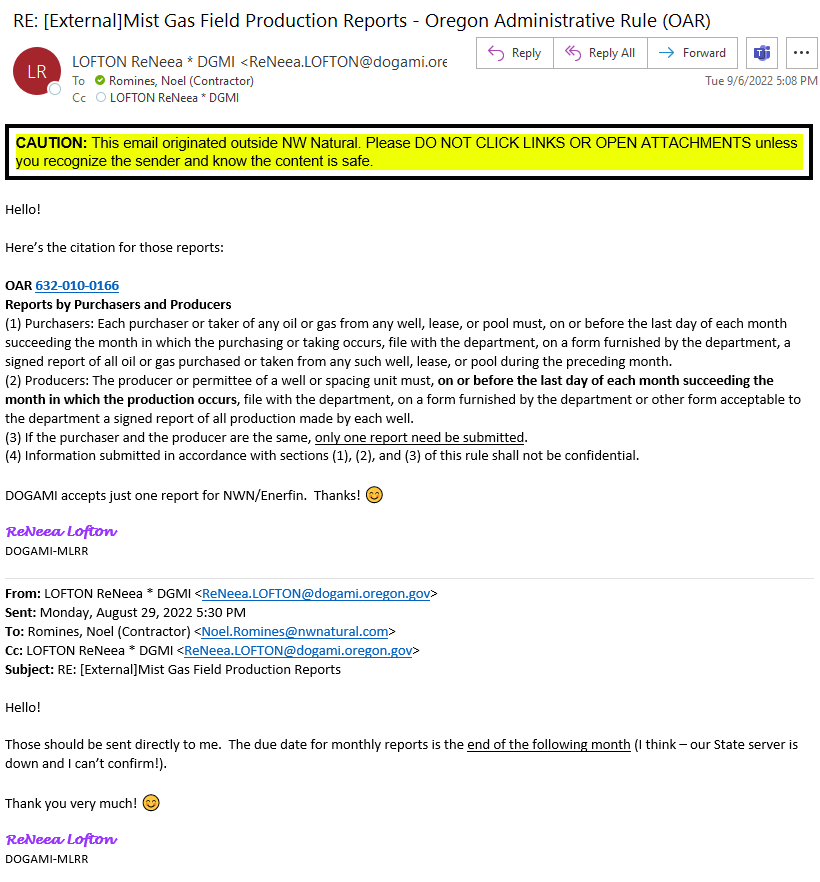 RE: [External]Mist Gas Field Production Reports - Oregon Administrative Rule (OAR)
LR
LOFTON ReNeea * DGMI <ReNeea.LOFTON@dogami.ore
Reply
Reply All
Forward
To Romines, Noel (Contractor)
Cc LOFTON ReNeea * DGMI
Tue 9/6/2022 5:08 PM
CAUTION: This email originated outside NW Natural. Please DO NOT CLICK LINKS OR OPEN ATTACHMENTS unless
you recognize the sender and know the content is safe.
Hello!
Here’s the citation for those reports:
OAR 632-010-0166
Reports by Purchasers and Producers
(1) Purchasers: Each purchaser or taker of any oil or gas from any well, lease, or pool must, on or before the last day of each month
succeeding the month in which the purchasing or taking occurs, file with the department, on a form furnished by the department, a
signed report of all oil or gas purchased or taken from any such well, lease, or pool during the preceding month.
(2) Producers: The producer or permittee of a well or spacing unit must, on or before the last day of each month succeeding the
month in which the production occurs, file with the department, on a form furnished by the department or other form acceptable to
the department a signed report of all production made by each well.
(3) If the purchaser and the producer are the same, only one report need be submitted.
(4) Information submitted in accordance with sections (1), (2), and (3) of this rule shall not be confidential.
DOGAMI accepts just one report for NWN/Enerfin. Thanks! 😊
ReNeea Lofton
DOGAMI-MLRR
From: LOFTON ReNeea * DGMI <ReNeea.LOFTON@dogami.oregon.gov>
Sent: Monday, August 29, 2022 5:30 PM
To: Romines, Noel (Contractor) <Noel.Romines@nwnatural.com>
Cc: LOFTON ReNeea * DGMI <ReNeea.LOFTON@dogami.oregon.gov>
Subject: RE: [External]Mist Gas Field Production Reports
Hello!
Those should be sent directly to me. The due date for monthly reports is the end of the following month (I think – our State server is
down and I can’t confirm!).
Thank you very much! 😊
ReNeea Lofton
DOGAMI-MLRR